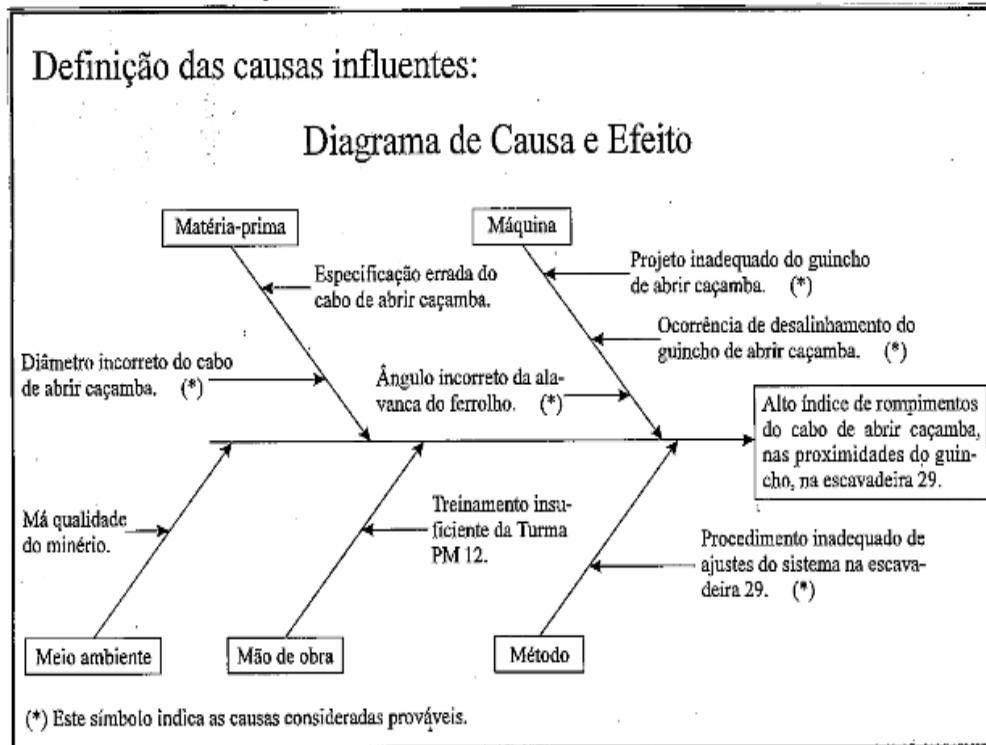 Definição das causas influentes:
Diagrama de Causa e Efeito
Matéria-prima
Máquina
Especificação errada do
cabo de abrir caçamba.
Projeto inadequado do guincho
de abrir caçamba. (*)
Diâmetro incorreto do cabo
de abrir caçamba. (*)
Ocorrência de desalinhamento do
guincho de abrir caçamba. (*)
Ângulo incorreto da ala-
vanca do ferrolho. (*)
Alto índice de rompimentos
do cabo de abrir caçamba,
nas proximidades do guin-
cho, na escavadeira 29.
Má qualidade
do minério.
Treinamento insu-
ficiente da Turma
PM 12.
Procedimento inadequado de
ajustes do sistema na escava-
deira 29. (*)
Meio ambiente
Mão de obra
Método
(*) Este símbolo indica as causas consideradas prováveis.